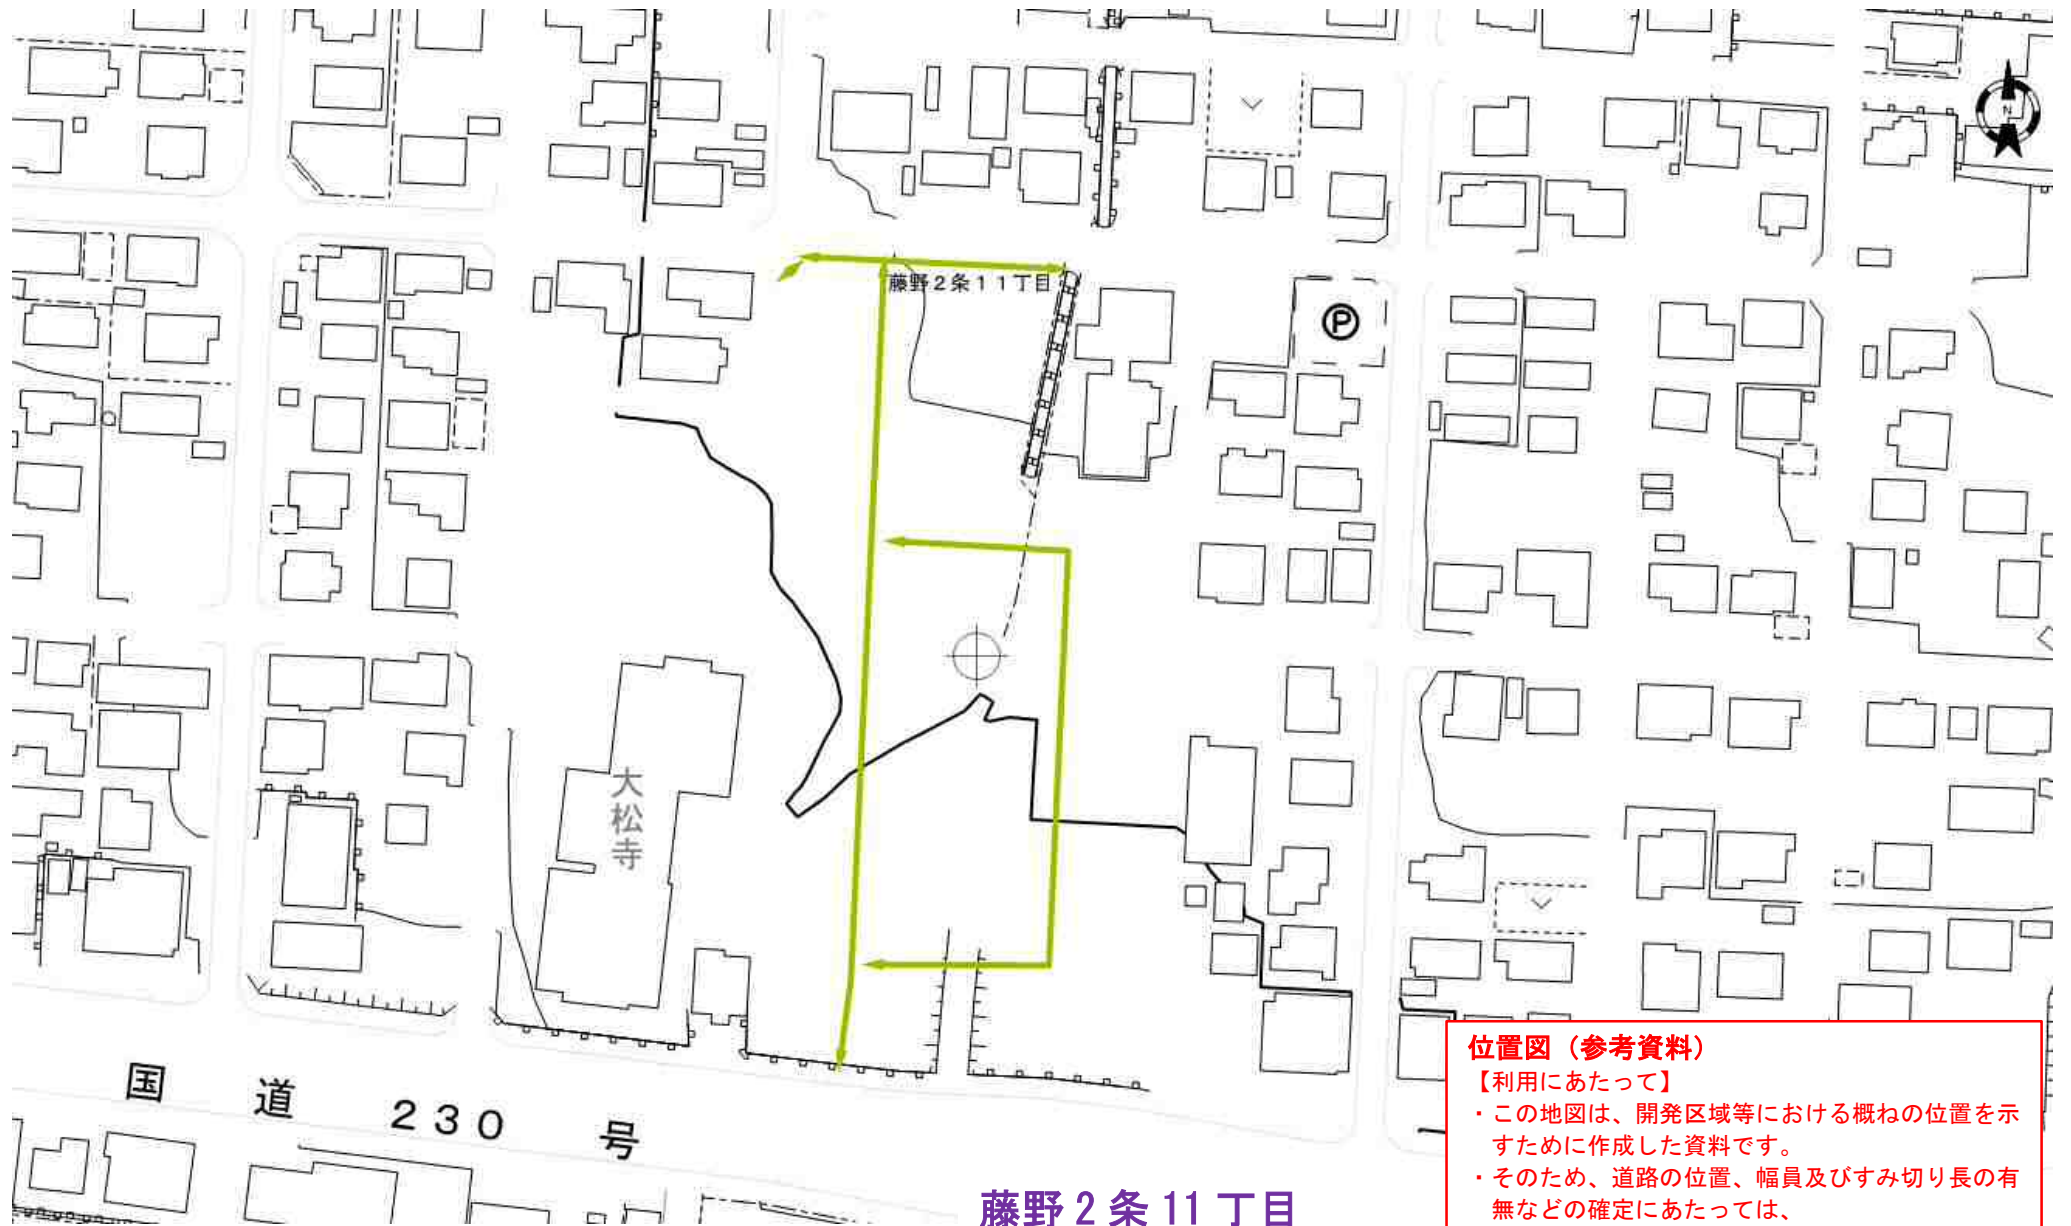 N
藤野2条11丁目
P
大松寺
国道230号
位置図（参考資料）
【利用にあたって】
・この地図は、開発区域等における概ねの位置を示
すために作成した資料です。
・そのため、道路の位置、幅員及びすみ切り長の有
無などの確定にあたっては、
藤野2条11丁目